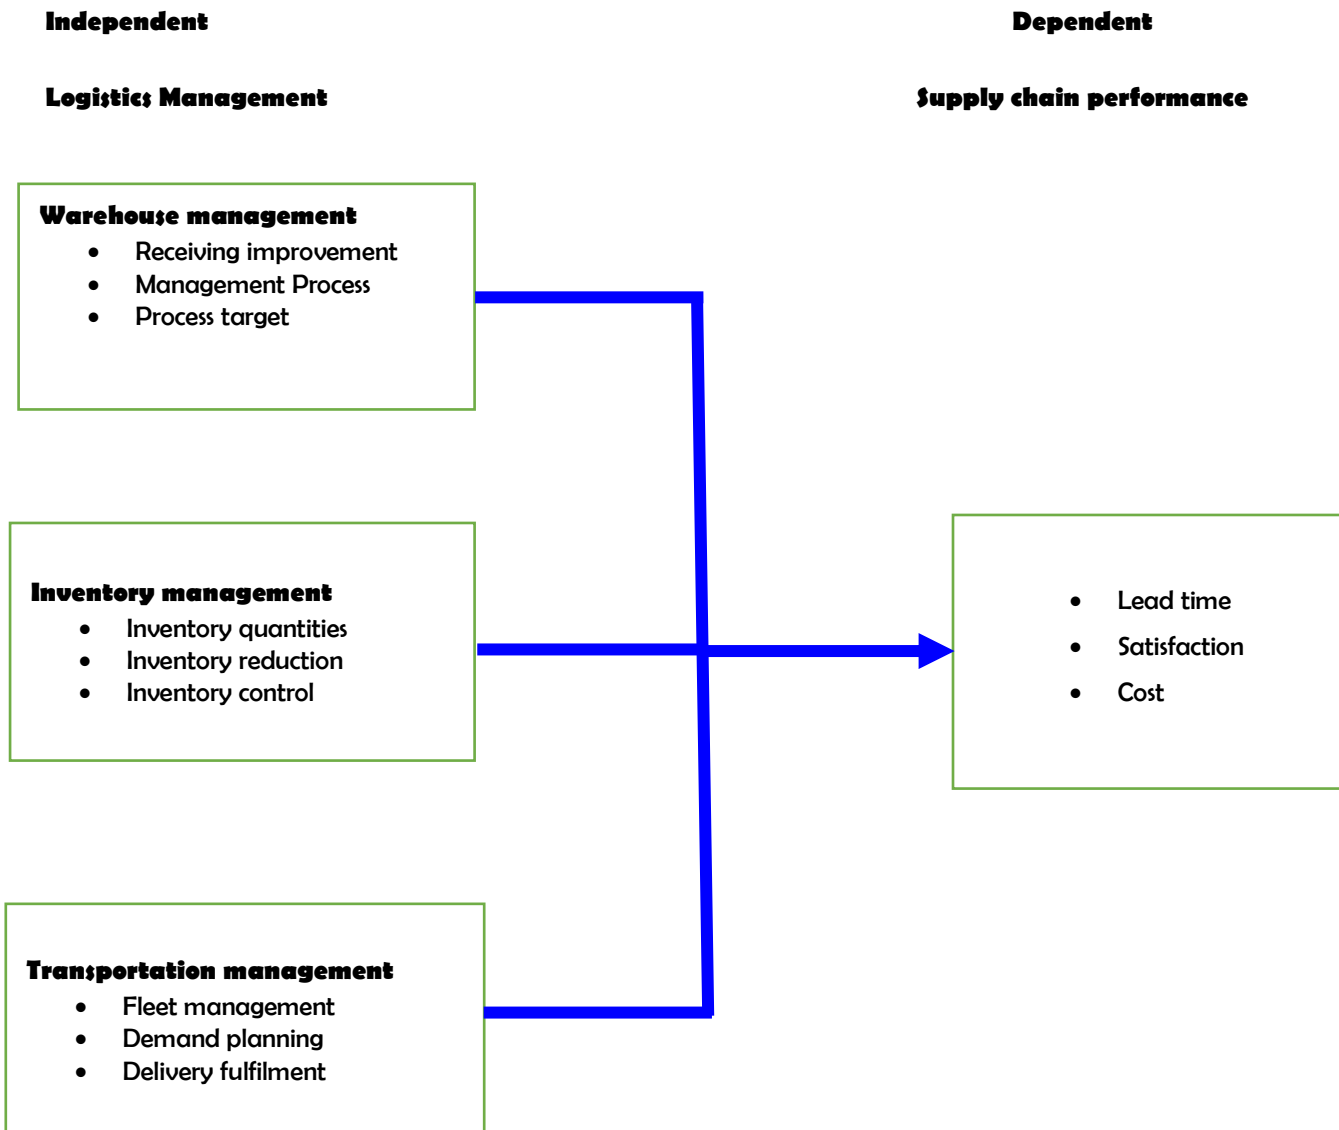 Independent
Dependent
Logistics Management
Supply chain performance
Warehouse management
• Receiving improvement
• Management Process
• Process target
Inventory management
• Inventory quantities
• Inventory reduction
• Inventory control
• Lead time
• Satisfaction
• Cost
Transportation management
• Fleet management
• Demand planning
• Delivery fulfilment